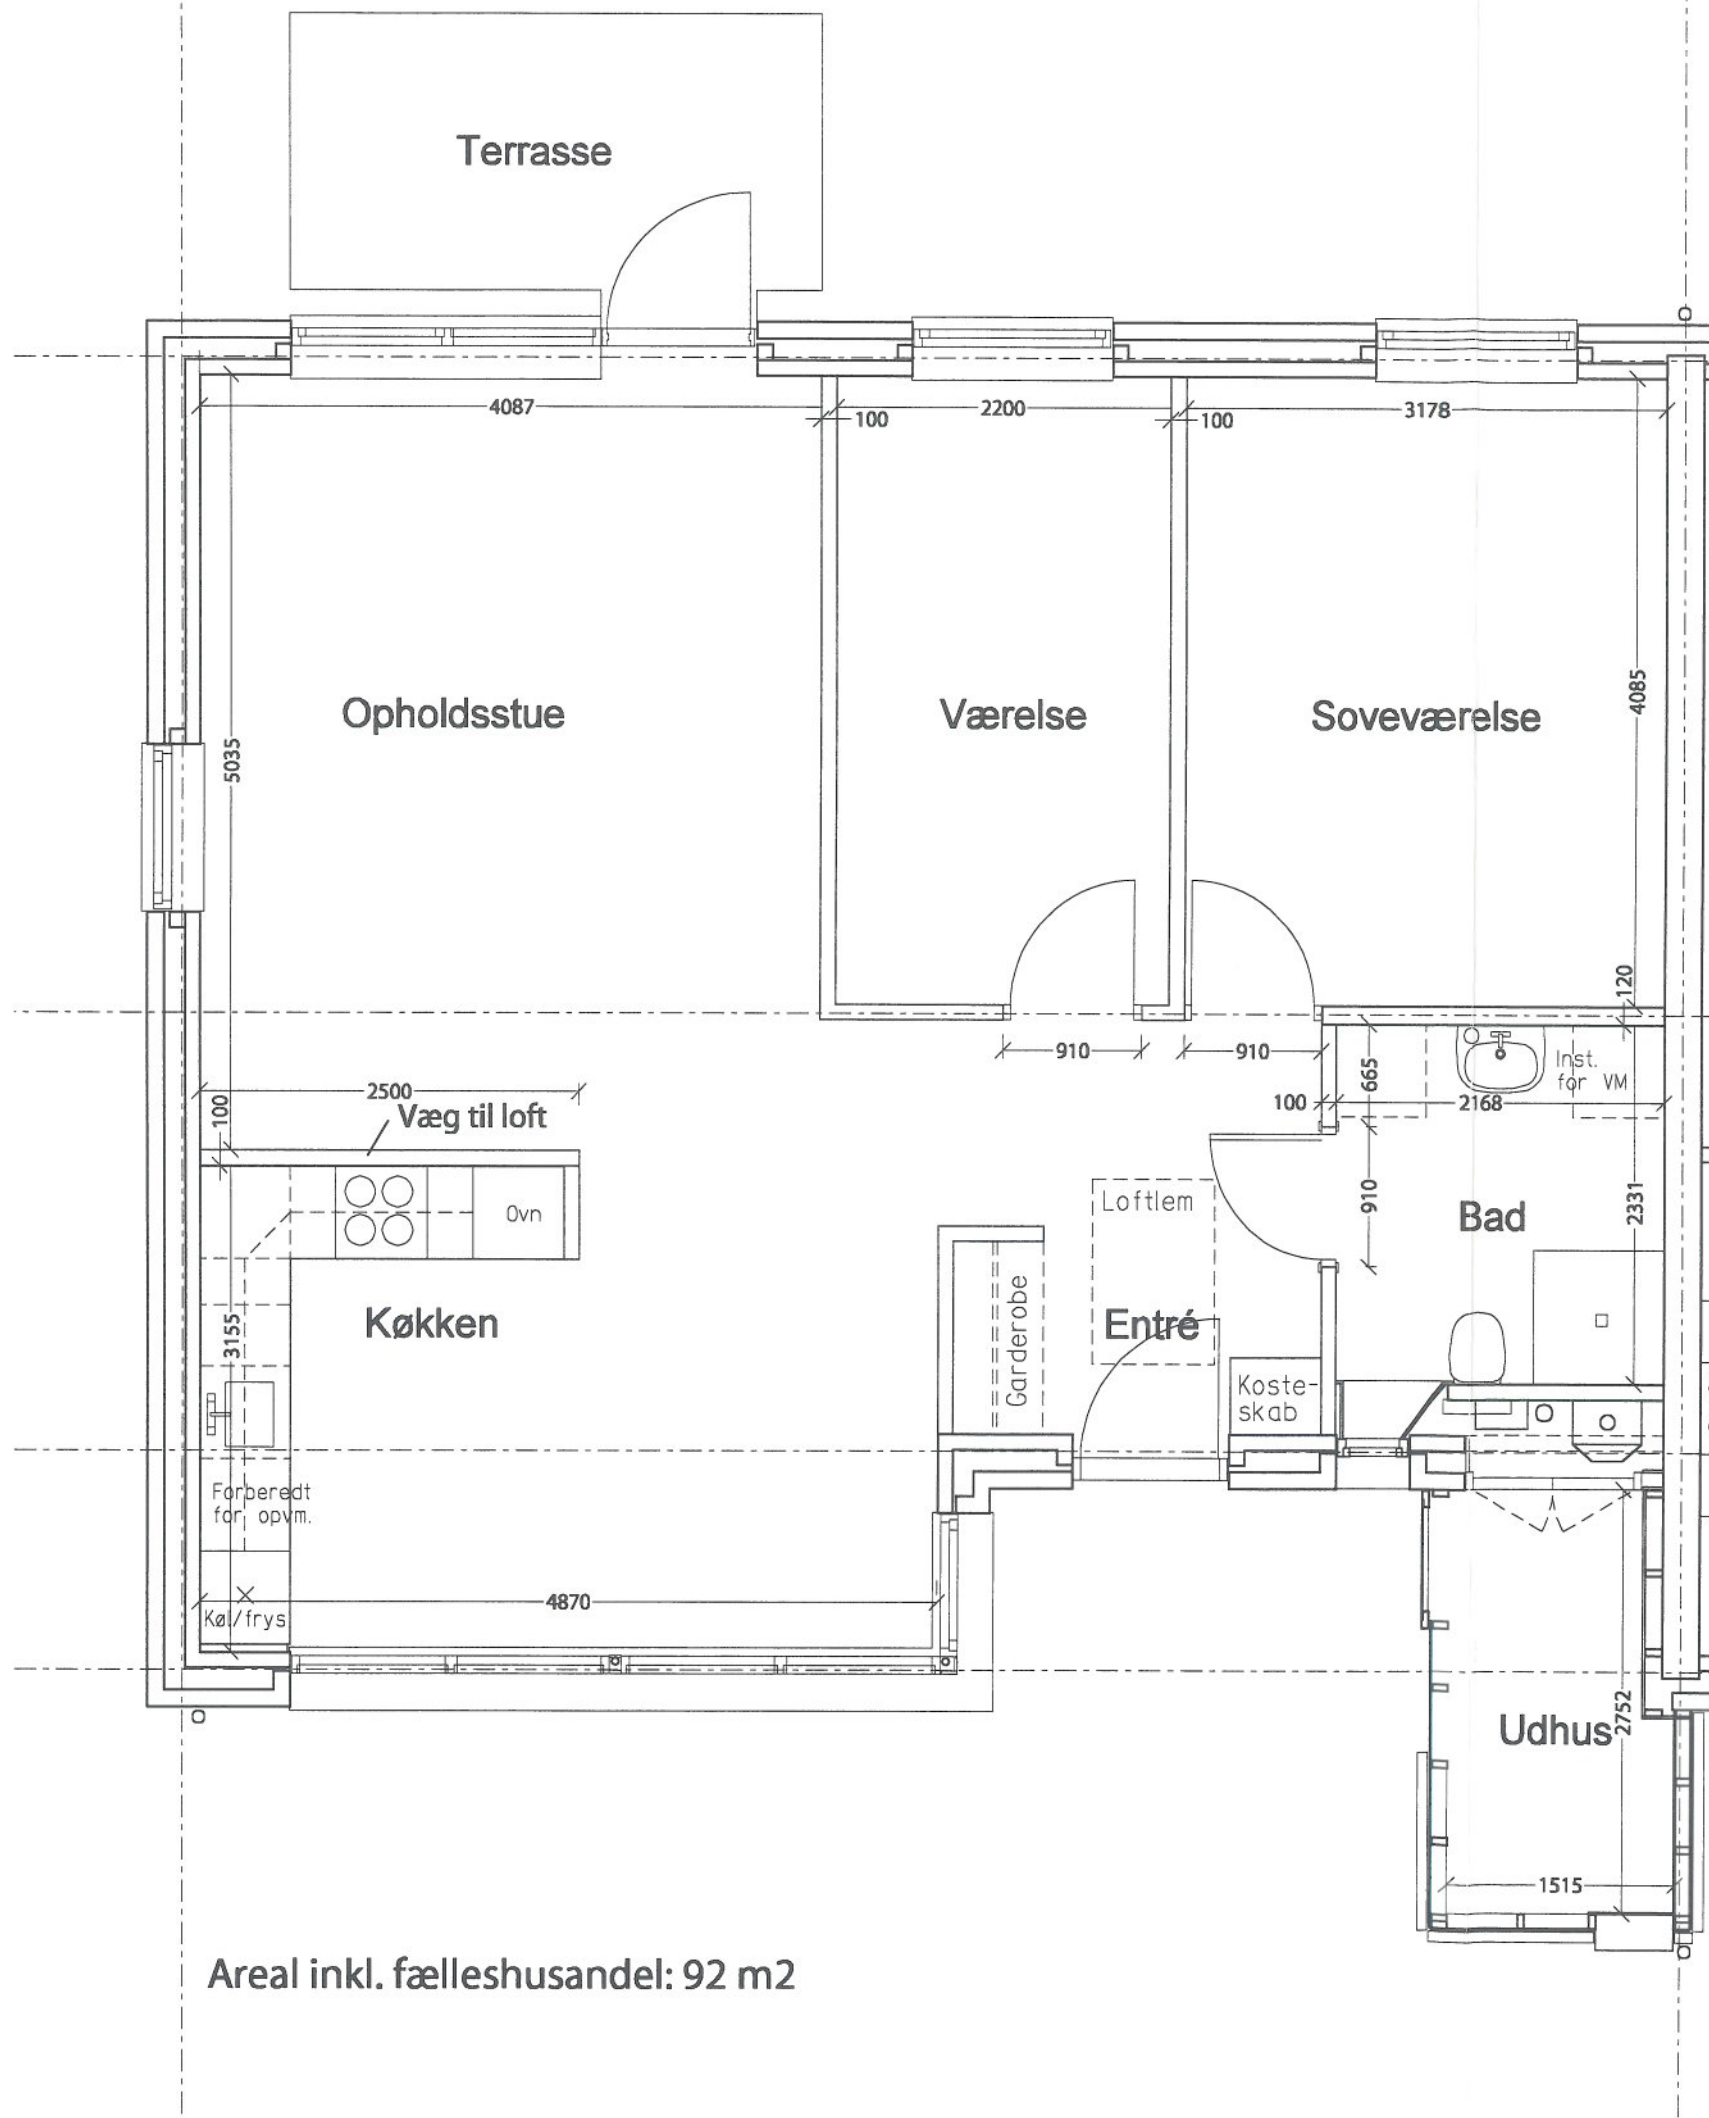 Terrasse
4087
100
2200
100
3178
Opholdsstue
Værelse
Soveværelse
5035
4085
120
910
910
665
Inst.
for VM
2500
100
Væg til loft
100
2168
Ovn
Loftlem
910
Bad
2331
Køkken
3155
Garderobe
Entré
Koste-
skab
Forberedt
for opvm.
Køl/frys
4870
Udhus
2752
1515
Areal inkl. fælleshusandel: 92 m2